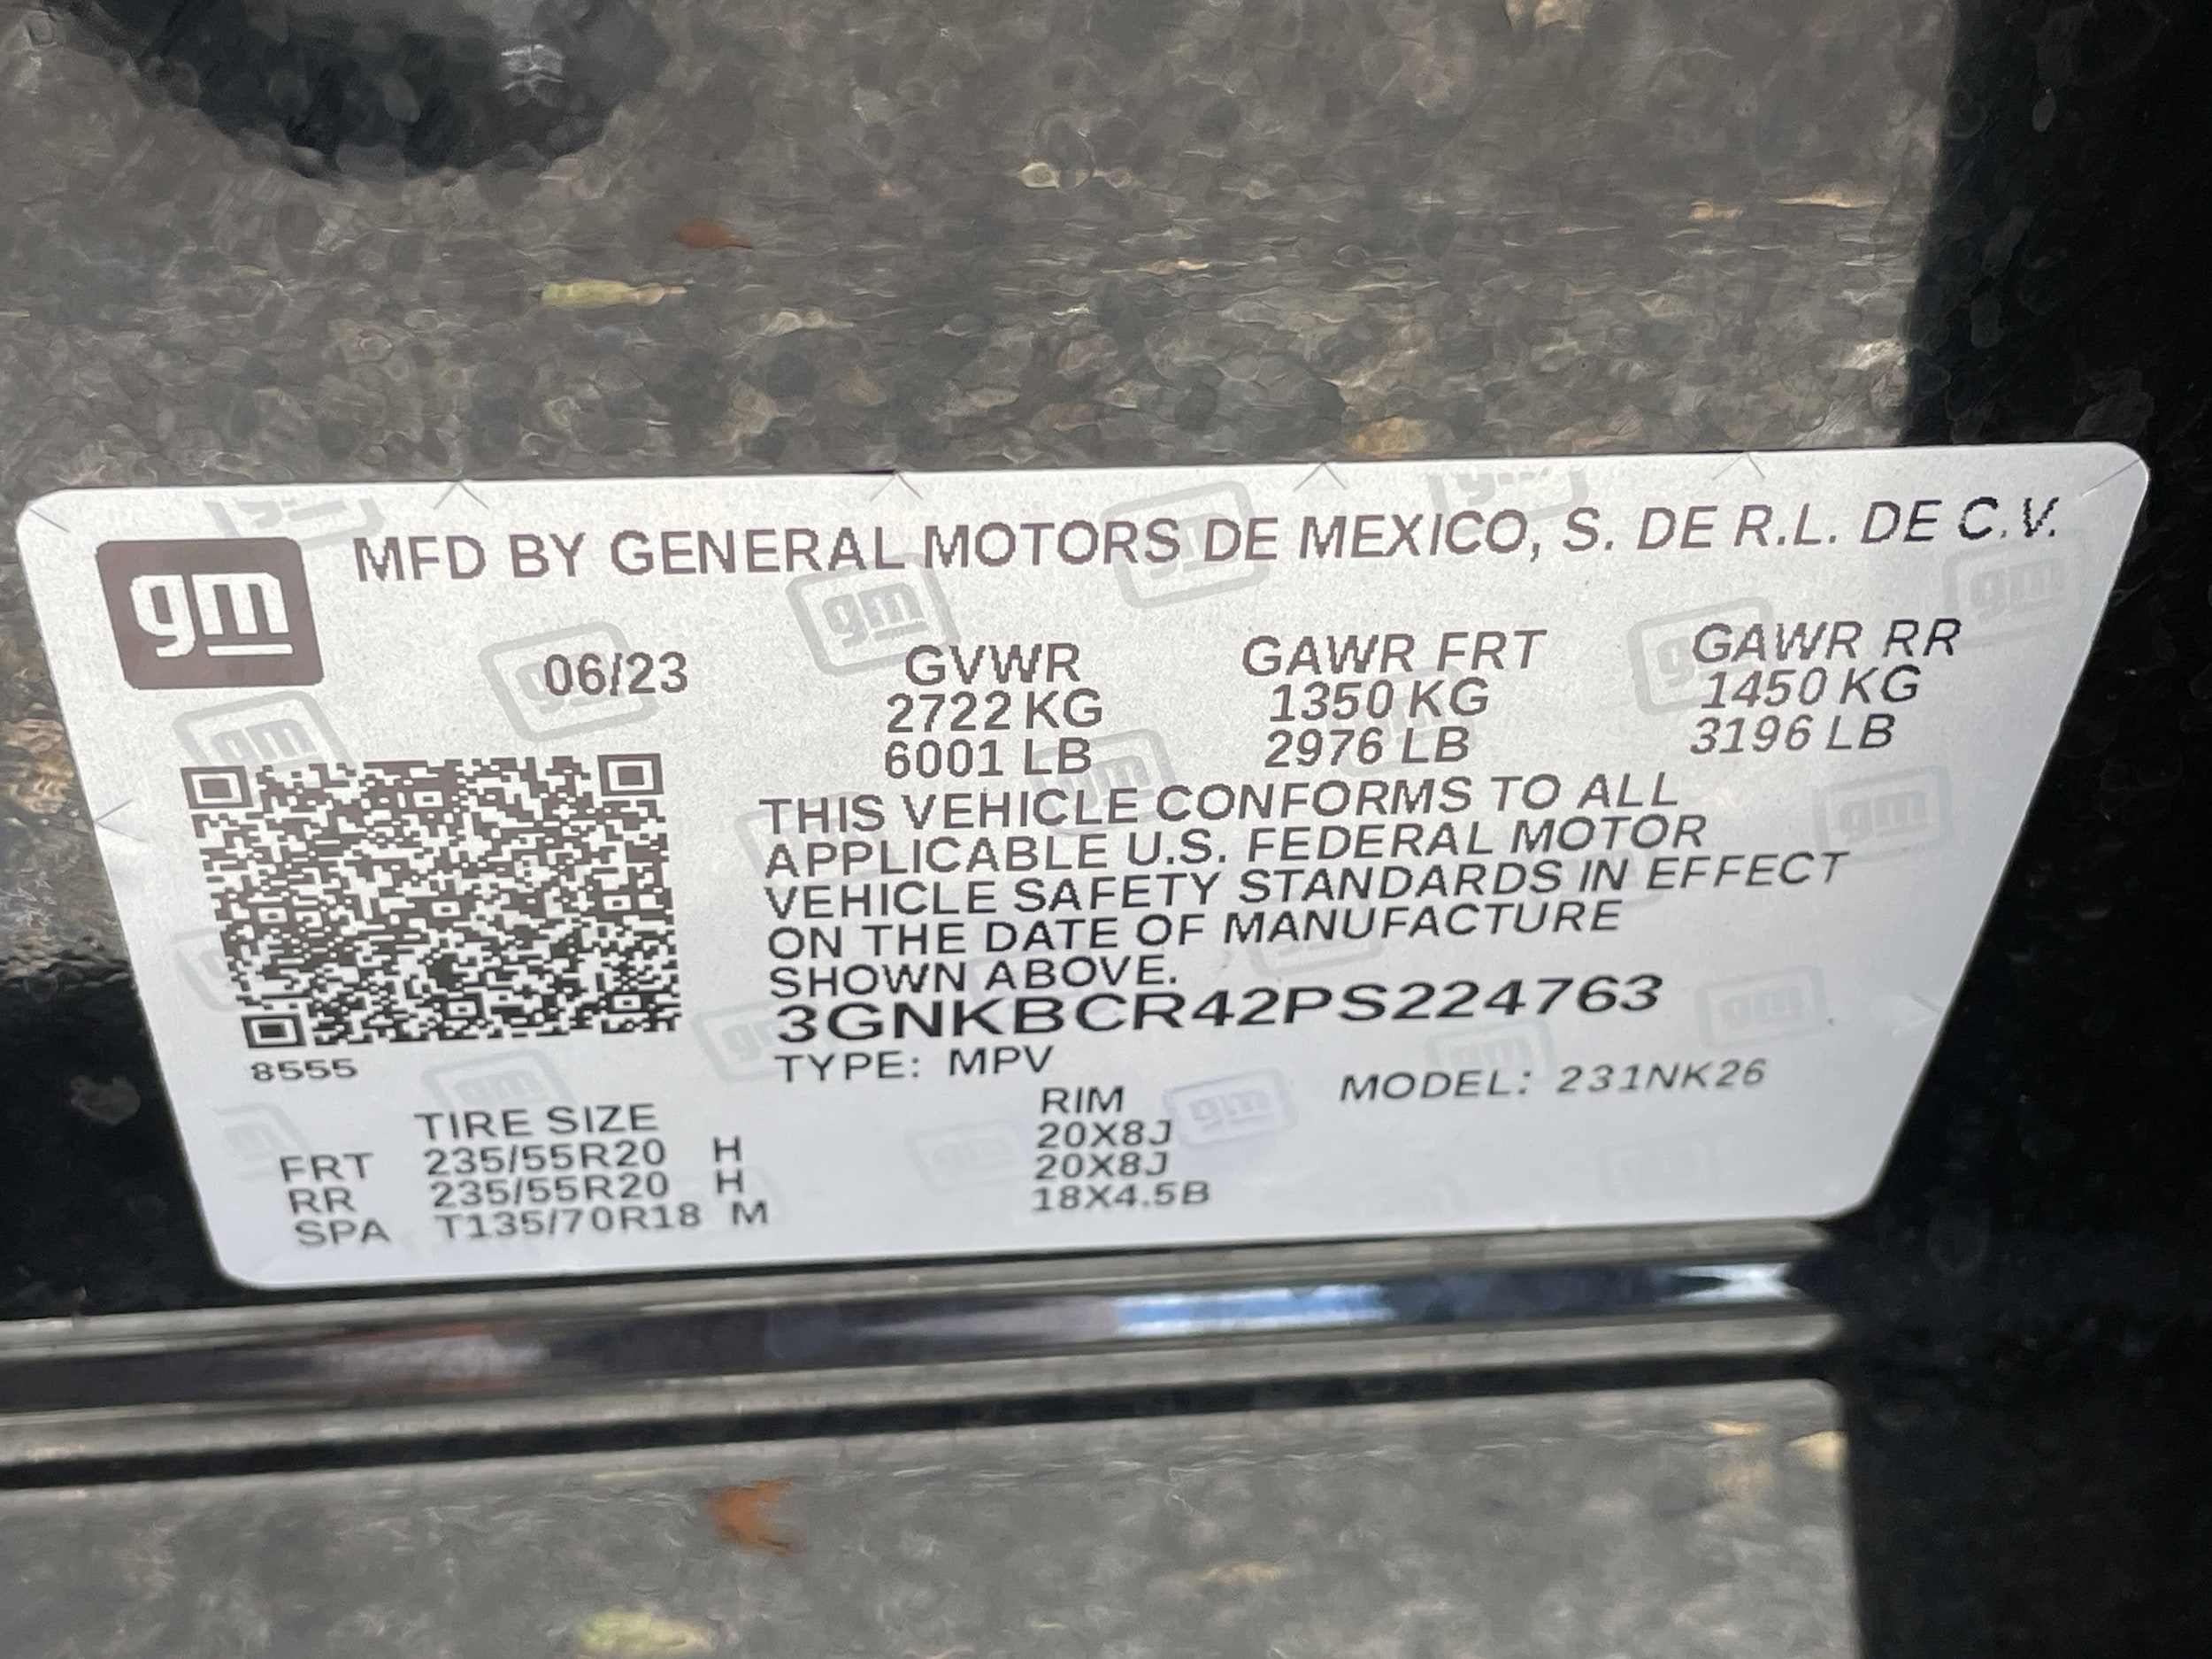 gm
MFD BY GENERAL MOTORS DE MEXICO, S. DE R.L. DE C.V.
06/23
GVWR GAWR FRT GAWR RR
2722 KG 1350 KG 1450 KG
6001 LB 2976 LB 3196 LB
THIS VEHICLE CONFORMS TO ALL
APPLICABLE U.S. FEDERAL MOTOR
VEHICLE SAFETY STANDARDS IN EFFECT
ON THE DATE OF MANUFACTURE
SHOWN ABOVE.
3GNKBCR42PS224763
8555
TYPE: MPV MODEL: 231NK26
TIRE SIZE RIM
FRT 235/55R20 H 20X8J
RR 235/55R20 H 20X8J
SPA T135/70R18 M 18X4.5B